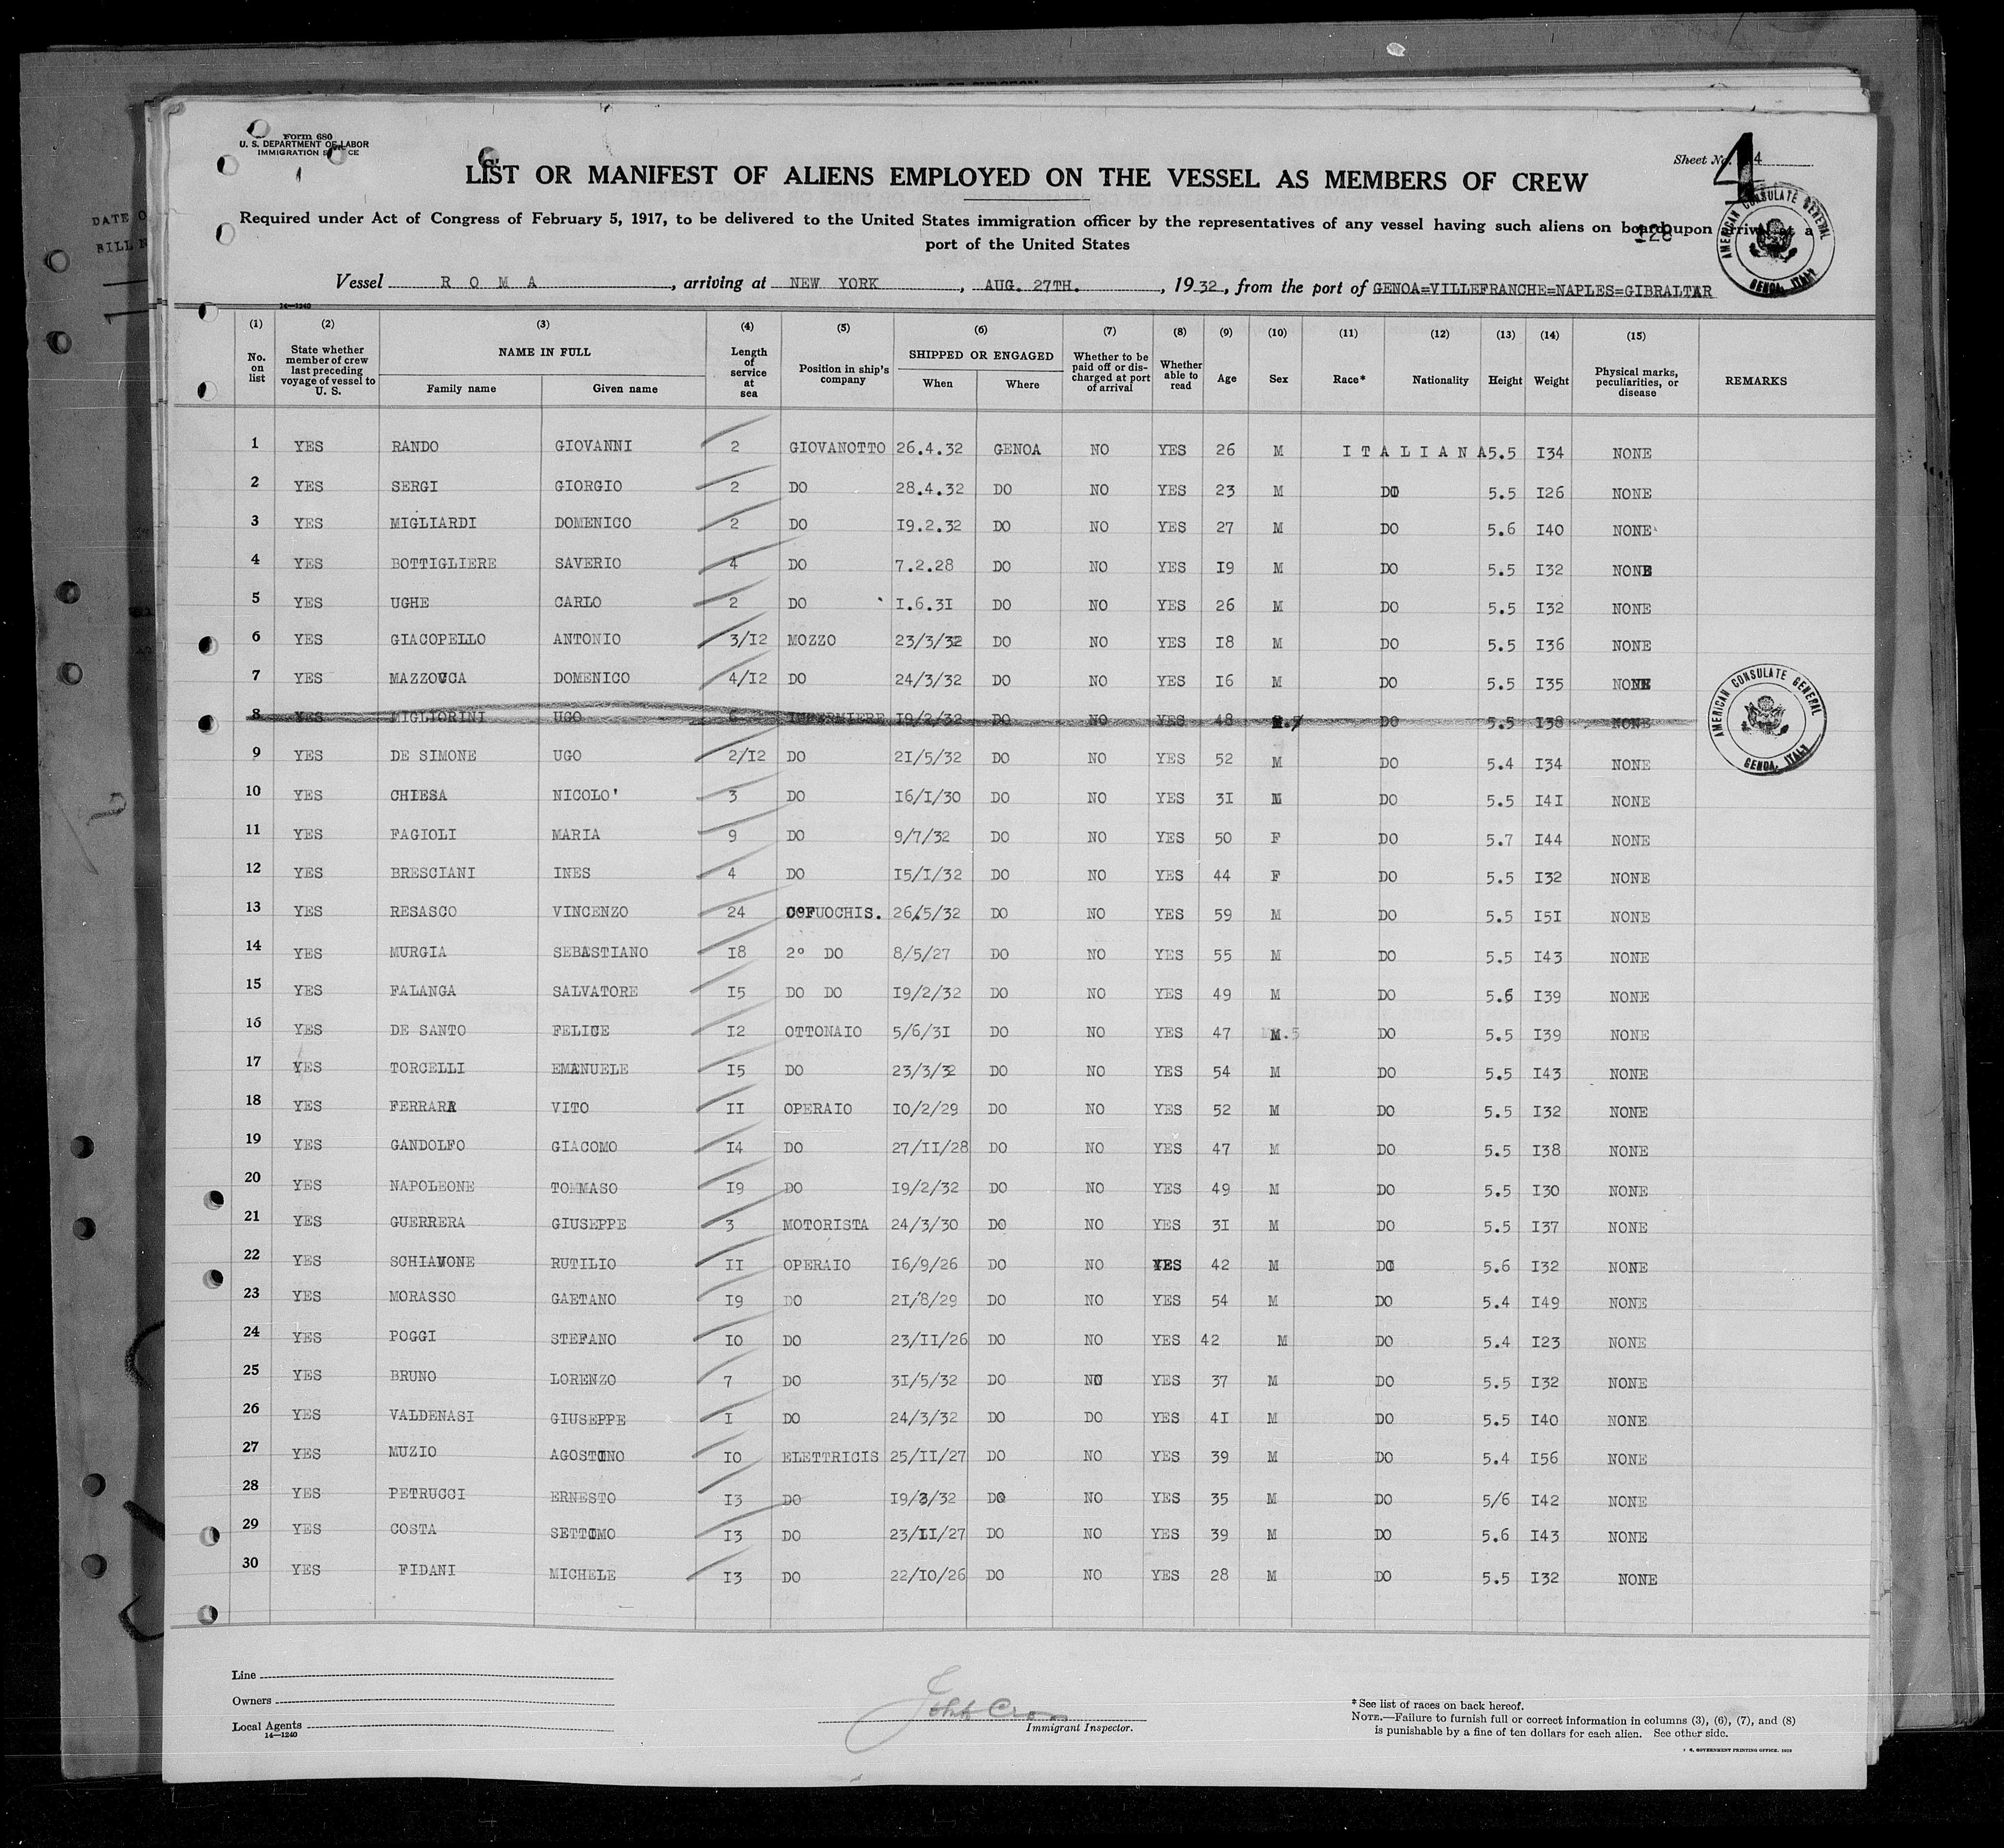 Form 680
U. S. DEPARTMENT OF LABOR
IMMIGRATION
Sheet No. 4
4
LIST OR MANIFEST OF ALIENS EMPLOYED ON THE VESSEL AS MEMBERS OF CREW
Required under Act of Congress of February 5, 1917, to be delivered to the United States immigration officer by the representatives of any vessel having such aliens on board upon arrival at a
port of the United States
128
AMERICAN CONSULATE GENERAL GENOA, ITALY
Vessel R O M A, arriving at NEW YORK, AUG. 27TH., 1932, from the port of GENOA=VILLEFRANCHE=NAPLES=GIBRALTAR
14—1240
(1) (2) (3) (4) (5) (6) (7) (8) (9) (10) (11) (12) (13) (14) (15)
No. on list | State whether member of crew last preceding voyage of vessel to U. S. | NAME IN FULL Family name Given name | Length of service at sea | Position in ship's company | SHIPPED OR ENGAGED When Where | Whether to be paid off or discharged at port of arrival | Whether able to read | Age | Sex | Race* | Nationality | Height | Weight | Physical marks, peculiarities, or disease | REMARKS
1 YES RANDO GIOVANNI 2 GIOVANOTTO 26.4.32 GENOA NO YES 26 M I T A L I A N A 5.5 I34 NONE
2 YES SERGI GIORGIO 2 DO 28.4.32 DO NO YES 23 M DO 5.5 I26 NONE
3 YES MIGLIARDI DOMENICO 2 DO I9.2.32 DO NO YES 27 M DO 5.6 I40 NONE
4 YES BOTTIGLIERE SAVERIO 4 DO 7.2.28 DO NO YES I9 M DO 5.5 I32 NONE
5 YES UGHE CARLO 2 DO I.6.3I DO NO YES 26 M DO 5.5 I32 NONE
6 YES GIACOPELLO ANTONIO 3/I2 MOZZO 23/3/32 DO NO YES I8 M DO 5.5 I36 NONE
7 YES MAZZOCCA DOMENICO 4/I2 DO 24/3/32 DO NO YES I6 M DO 5.5 I35 NONE
8 YES MIGLIORINI UGO 6 INFERMIERE I9/2/32 DO NO YES 48 DO 5.5 I38 NONE
AMERICAN CONSULATE GENERAL GENOA, ITALY
9 YES DE SIMONE UGO 2/I2 DO 2I/5/32 DO NO YES 52 M DO 5.4 I34 NONE
10 YES CHIESA NICOLO' 3 DO I6/I/30 DO NO YES 3I M DO 5.5 I4I NONE
11 YES FAGIOLI MARIA 9 DO 9/7/32 DO NO YES 50 F DO 5.7 I44 NONE
12 YES BRESCIANI INES 4 DO I5/I/32 DO NO YES 44 F DO 5.5 I32 NONE
13 YES RESASCO VINCENZO 24 C°FUOCHIS. 26/5/32 DO NO YES 59 M DO 5.5 I5I NONE
14 YES MURGIA SEBASTIANO I8 2° DO 8/5/27 DO NO YES 55 M DO 5.5 I43 NONE
15 YES FALANGA SALVATORE I5 DO DO I9/2/32 DO NO YES 49 M DO 5.6 I39 NONE
16 YES DE SANTO FELICE I2 OTTONAIO 5/6/3I DO NO YES 47 M DO 5.5 I39 NONE
17 YES TORCELLI EMANUELE I5 DO 23/3/32 DO NO YES 54 M DO 5.5 I43 NONE
18 YES FERRARA VITO II OPERAIO I0/2/29 DO NO YES 52 M DO 5.5 I32 NONE
19 YES GANDOLFO GIACOMO I4 DO 27/II/28 DO NO YES 47 M DO 5.5 I38 NONE
20 YES NAPOLEONE TOMMASO I9 DO I9/2/32 DO NO YES 49 M DO 5.5 I30 NONE
21 YES GUERRERA GIUSEPPE 3 MOTORISTA 24/3/30 DO NO YES 3I M DO 5.5 I37 NONE
22 YES SCHIAVONE RUTILIO II OPERAIO I6/9/26 DO NO YES 42 M DO 5.6 I32 NONE
23 YES MORASSO GAETANO I9 DO 2I/8/29 DO NO YES 54 M DO 5.4 I49 NONE
24 YES POGGI STEFANO I0 DO 23/II/26 DO NO YES 42 M DO 5.4 I23 NONE
25 YES BRUNO LORENZO 7 DO 3I/5/32 DO NO YES 37 M DO 5.5 I32 NONE
26 YES VALDENASI GIUSEPPE I DO 24/3/32 DO DO YES 4I M DO 5.5 I40 NONE
27 YES MUZIO AGOSTINO I0 ELETTRICIS 25/II/27 DO NO YES 39 M DO 5.4 I56 NONE
28 YES PETRUCCI ERNESTO I3 DO I9/3/32 DO NO YES 35 M DO 5/6 I42 NONE
29 YES COSTA SETTIMO I3 DO 23/II/27 DO NO YES 39 M DO 5.6 I43 NONE
30 YES FIDANI MICHELE I3 DO 22/I0/26 DO NO YES 28 M DO 5.5 I32 NONE
Line
Owners
Local Agents
14—1240
John
Immigrant Inspector.
* See list of races on back hereof.
NOTE.—Failure to furnish full or correct information in columns (3), (6), (7), and (8)
is punishable by a fine of ten dollars for each alien. See other side.
GOVERNMENT PRINTING OFFICE